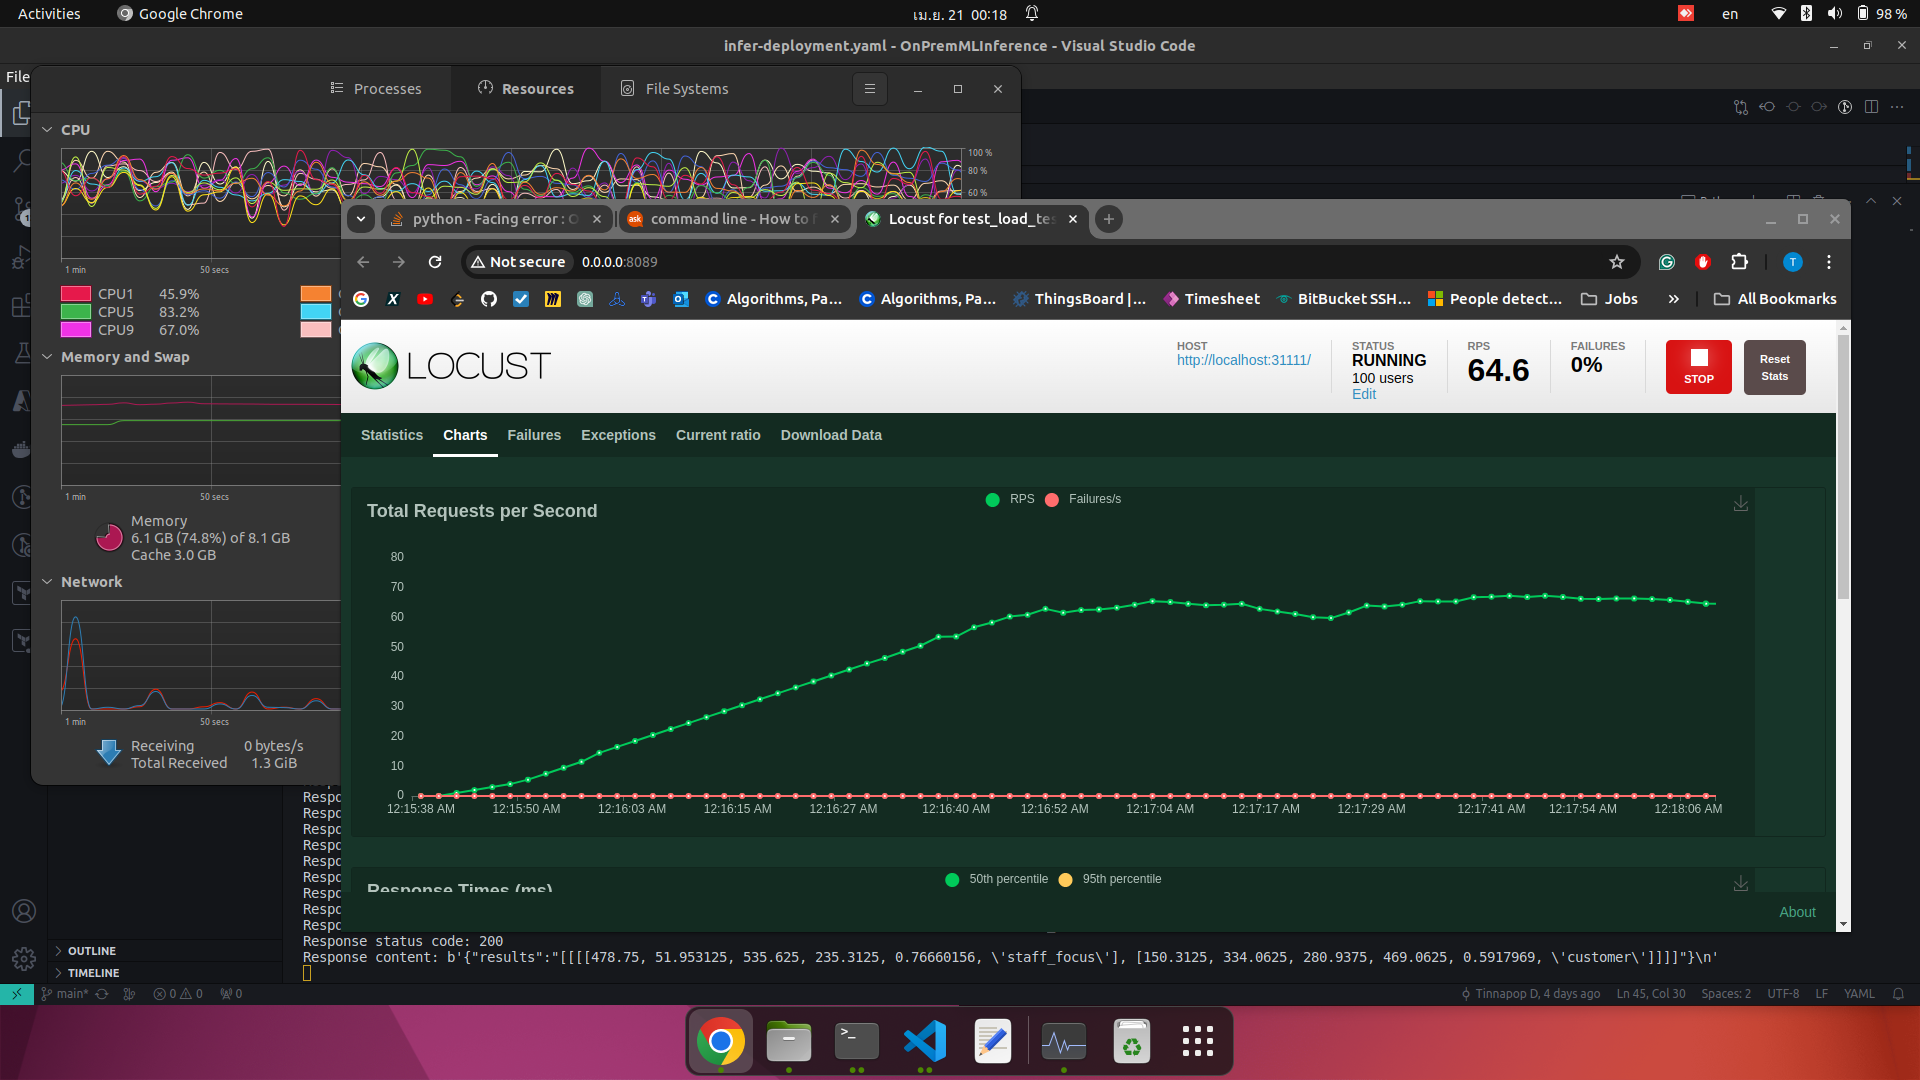 Activities
Google Chrome
เม.ย. 21 00:18
en
98 %
infer-deployment.yaml - OnPremMLInference - Visual Studio Code
File
Processes
Resources
File Systems
CPU
100 %
80 %
60 %
1 min
50 secs
CPU1 45.9%
CPU5 83.2%
CPU9 67.0%
Memory and Swap
1 min
50 secs
Memory
6.1 GB (74.8%) of 8.1 GB
Cache 3.0 GB
Network
1 min
50 secs
Receiving 0 bytes/s
Total Received 1.3 GiB
python - Facing error : O
command line - How to f
Locust for test_load_tes
Not secure
0.0.0.0:8089
T
Algorithms, Pa...
Algorithms, Pa...
ThingsBoard |...
Timesheet
BitBucket SSH...
People detect...
Jobs
All Bookmarks
LOCUST
HOST
http://localhost:31111/
STATUS
RUNNING
100 users
Edit
RPS
64.6
FAILURES
0%
STOP
Reset
Stats
Statistics
Charts
Failures
Exceptions
Current ratio
Download Data
Total Requests per Second
RPS
Failures/s
80
70
60
50
40
30
20
10
0
12:15:38 AM
12:15:50 AM
12:16:03 AM
12:16:15 AM
12:16:27 AM
12:16:40 AM
12:16:52 AM
12:17:04 AM
12:17:17 AM
12:17:29 AM
12:17:41 AM
12:17:54 AM
12:18:06 AM
Response Times (ms)
50th percentile
95th percentile
About
Respo
Respo
Respo
Respo
Respo
Respo
Respo
Respo
Respo
Response status code: 200
Response content: b'{"results":"[[[[478.75, 51.953125, 535.625, 235.3125, 0.76660156, \'staff_focus\'], [150.3125, 334.0625, 280.9375, 469.0625, 0.5917969, \'customer\']]]]"}\n'
OUTLINE
TIMELINE
main*
0
0
0
Tinnapop D, 4 days ago
Ln 45, Col 30
Spaces: 2
UTF-8
LF
YAML